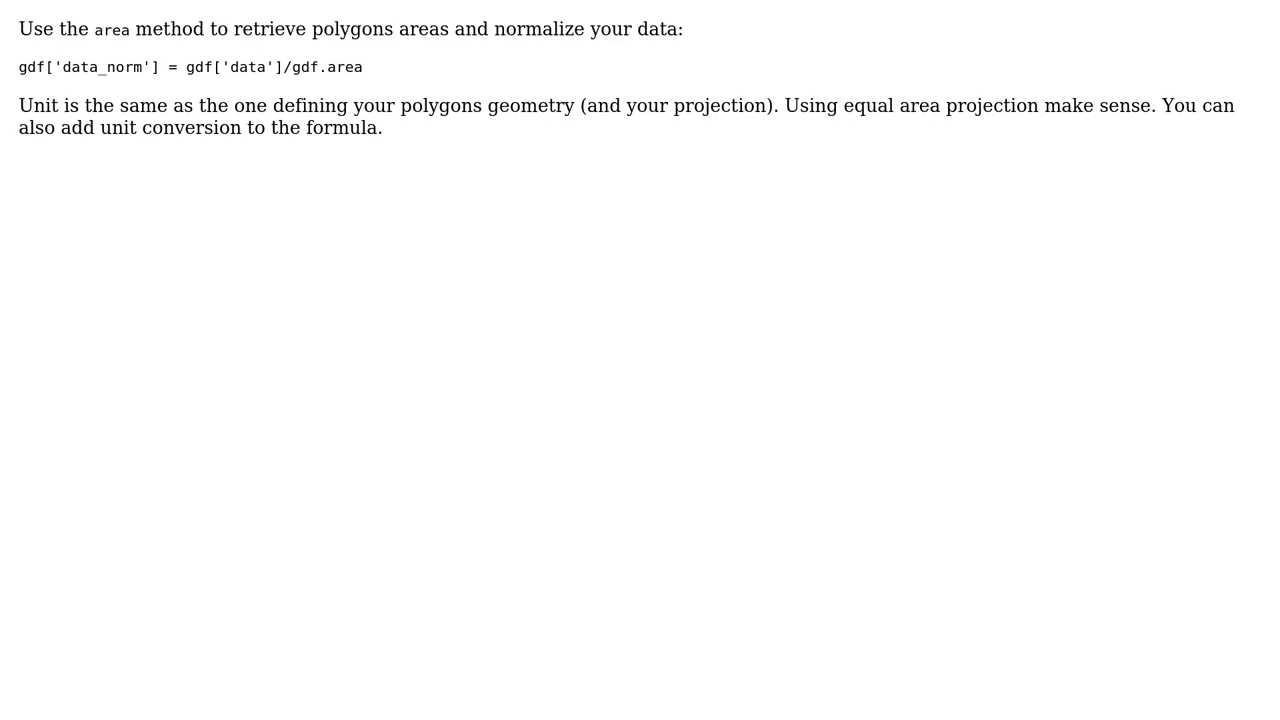 Use the area method to retrieve polygons areas and normalize your data:
gdf['data_norm'] = gdf['data']/gdf.area
Unit is the same as the one defining your polygons geometry (and your projection). Using equal area projection make sense. You can
also add unit conversion to the formula.